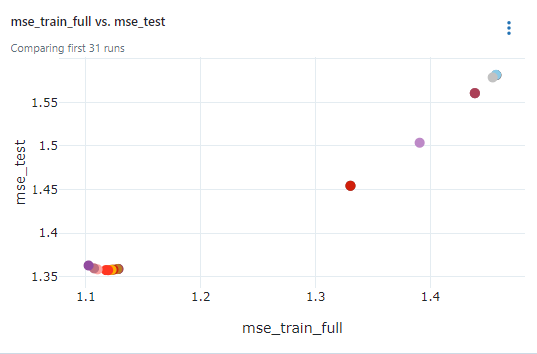 mse_train_full vs. mse_test
Comparing first 31 runs
mse_test
1.55
1.5
1.45
1.4
1.35
1.1
1.2
1.3
1.4
mse_train_full